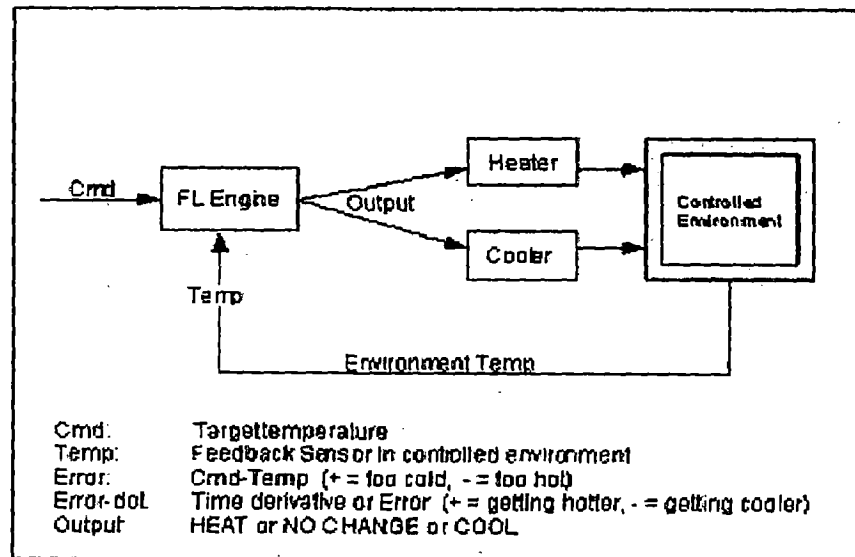 Cmd
FL Engine
Output
Heater
Cooler
Controlled
Environment
Temp
Environment Temp
Cmd: Targettemperature
Temp: Feedback Sensor in controlled environment
Error: Cmd-Temp (+ = too cold, - = too hot)
Error-dot Time derivative or Error (+ = getting hotter, - = getting cooler)
Output HEAT or NO CHANGE or COOL